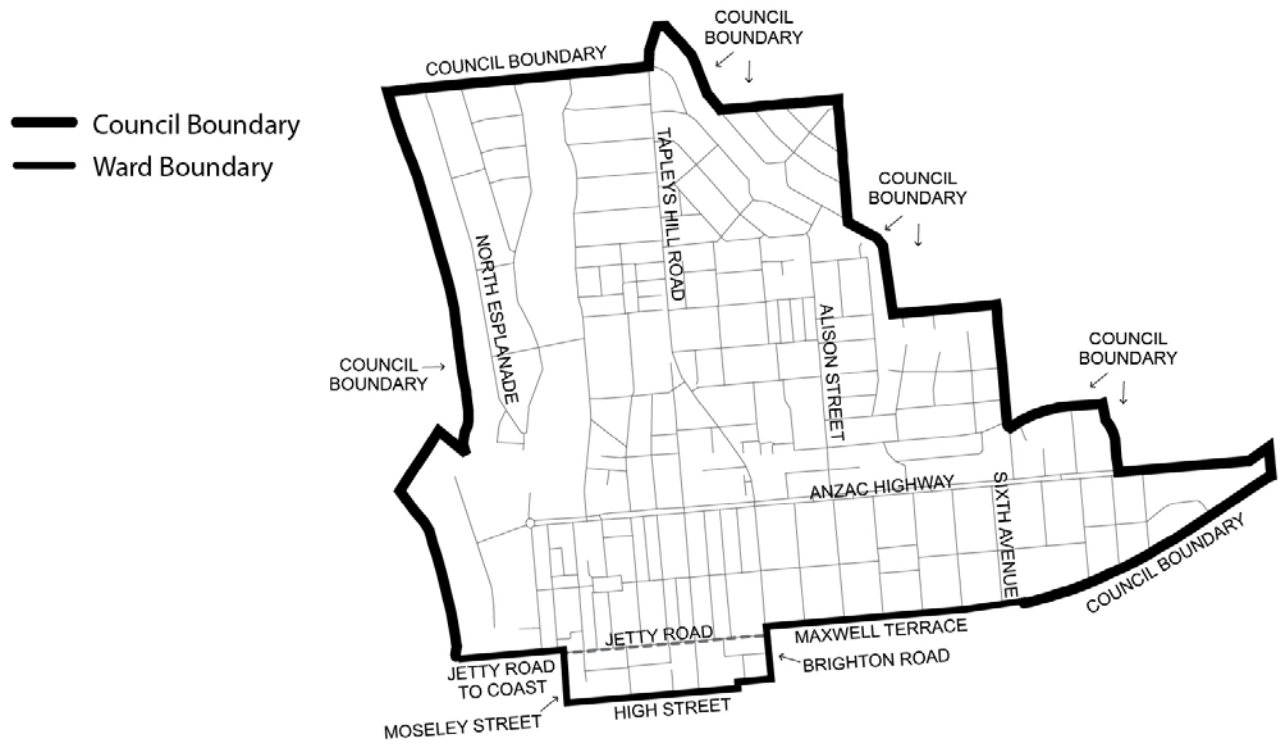 COUNCIL
BOUNDARY
COUNCIL BOUNDARY
Council Boundary
Ward Boundary
TAPLEYS HILL ROAD
COUNCIL
BOUNDARY
NORTH ESPLANADE
ALISON STREET
COUNCIL
BOUNDARY
COUNCIL
BOUNDARY
ANZAC HIGHWAY
SIXTH AVENUE
COUNCIL BOUNDARY
JETTY ROAD
MAXWELL TERRACE
BRIGHTON ROAD
JETTY ROAD
TO COAST
MOSELEY STREET
HIGH STREET